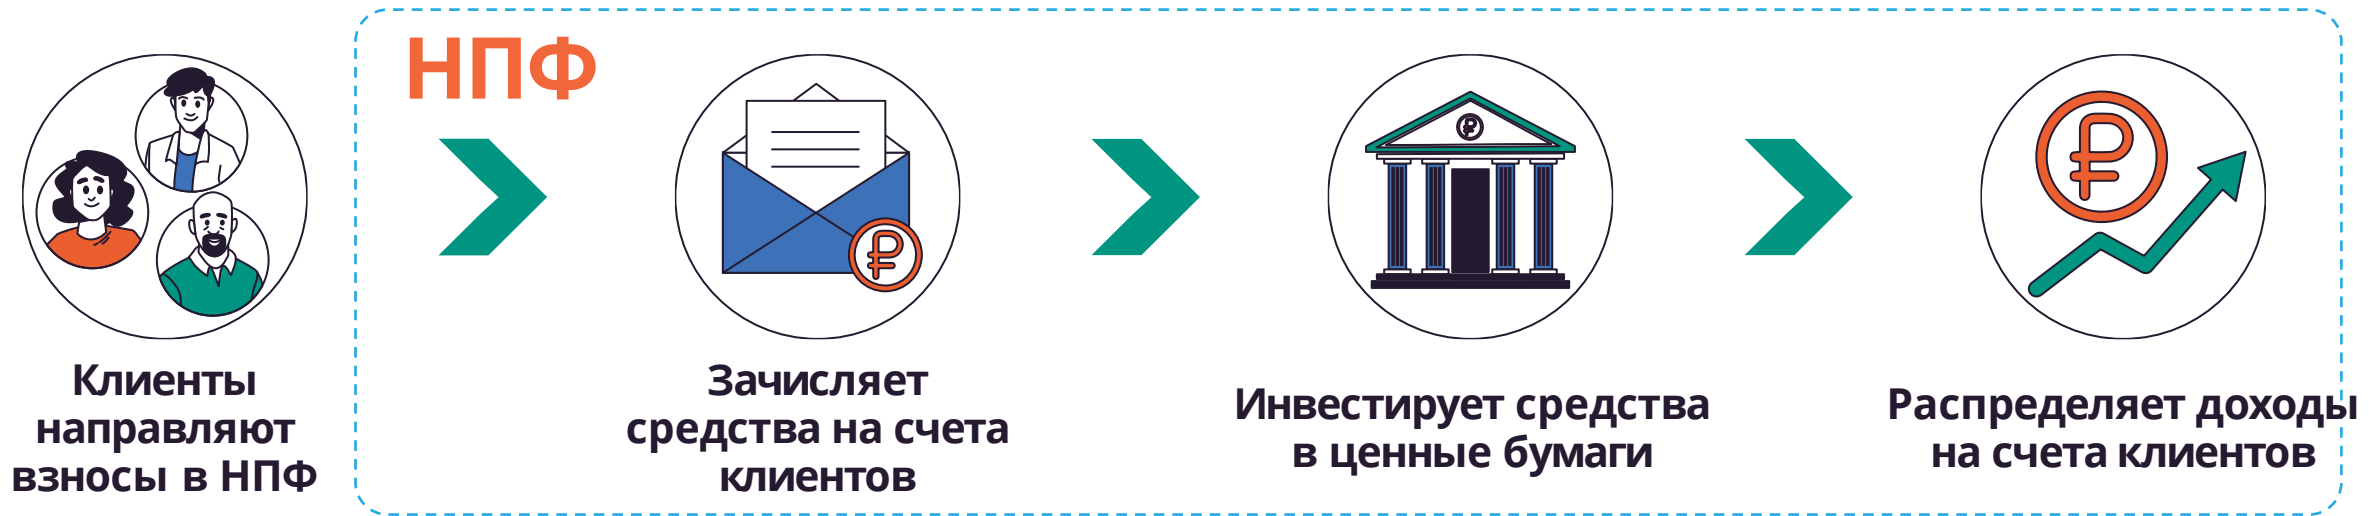 НПФ
Клиенты
направляют
взносы в НПФ
Зачисляет
средства на счета
клиентов
Инвестирует средства
в ценные бумаги
Распределяет доходы
на счета клиентов